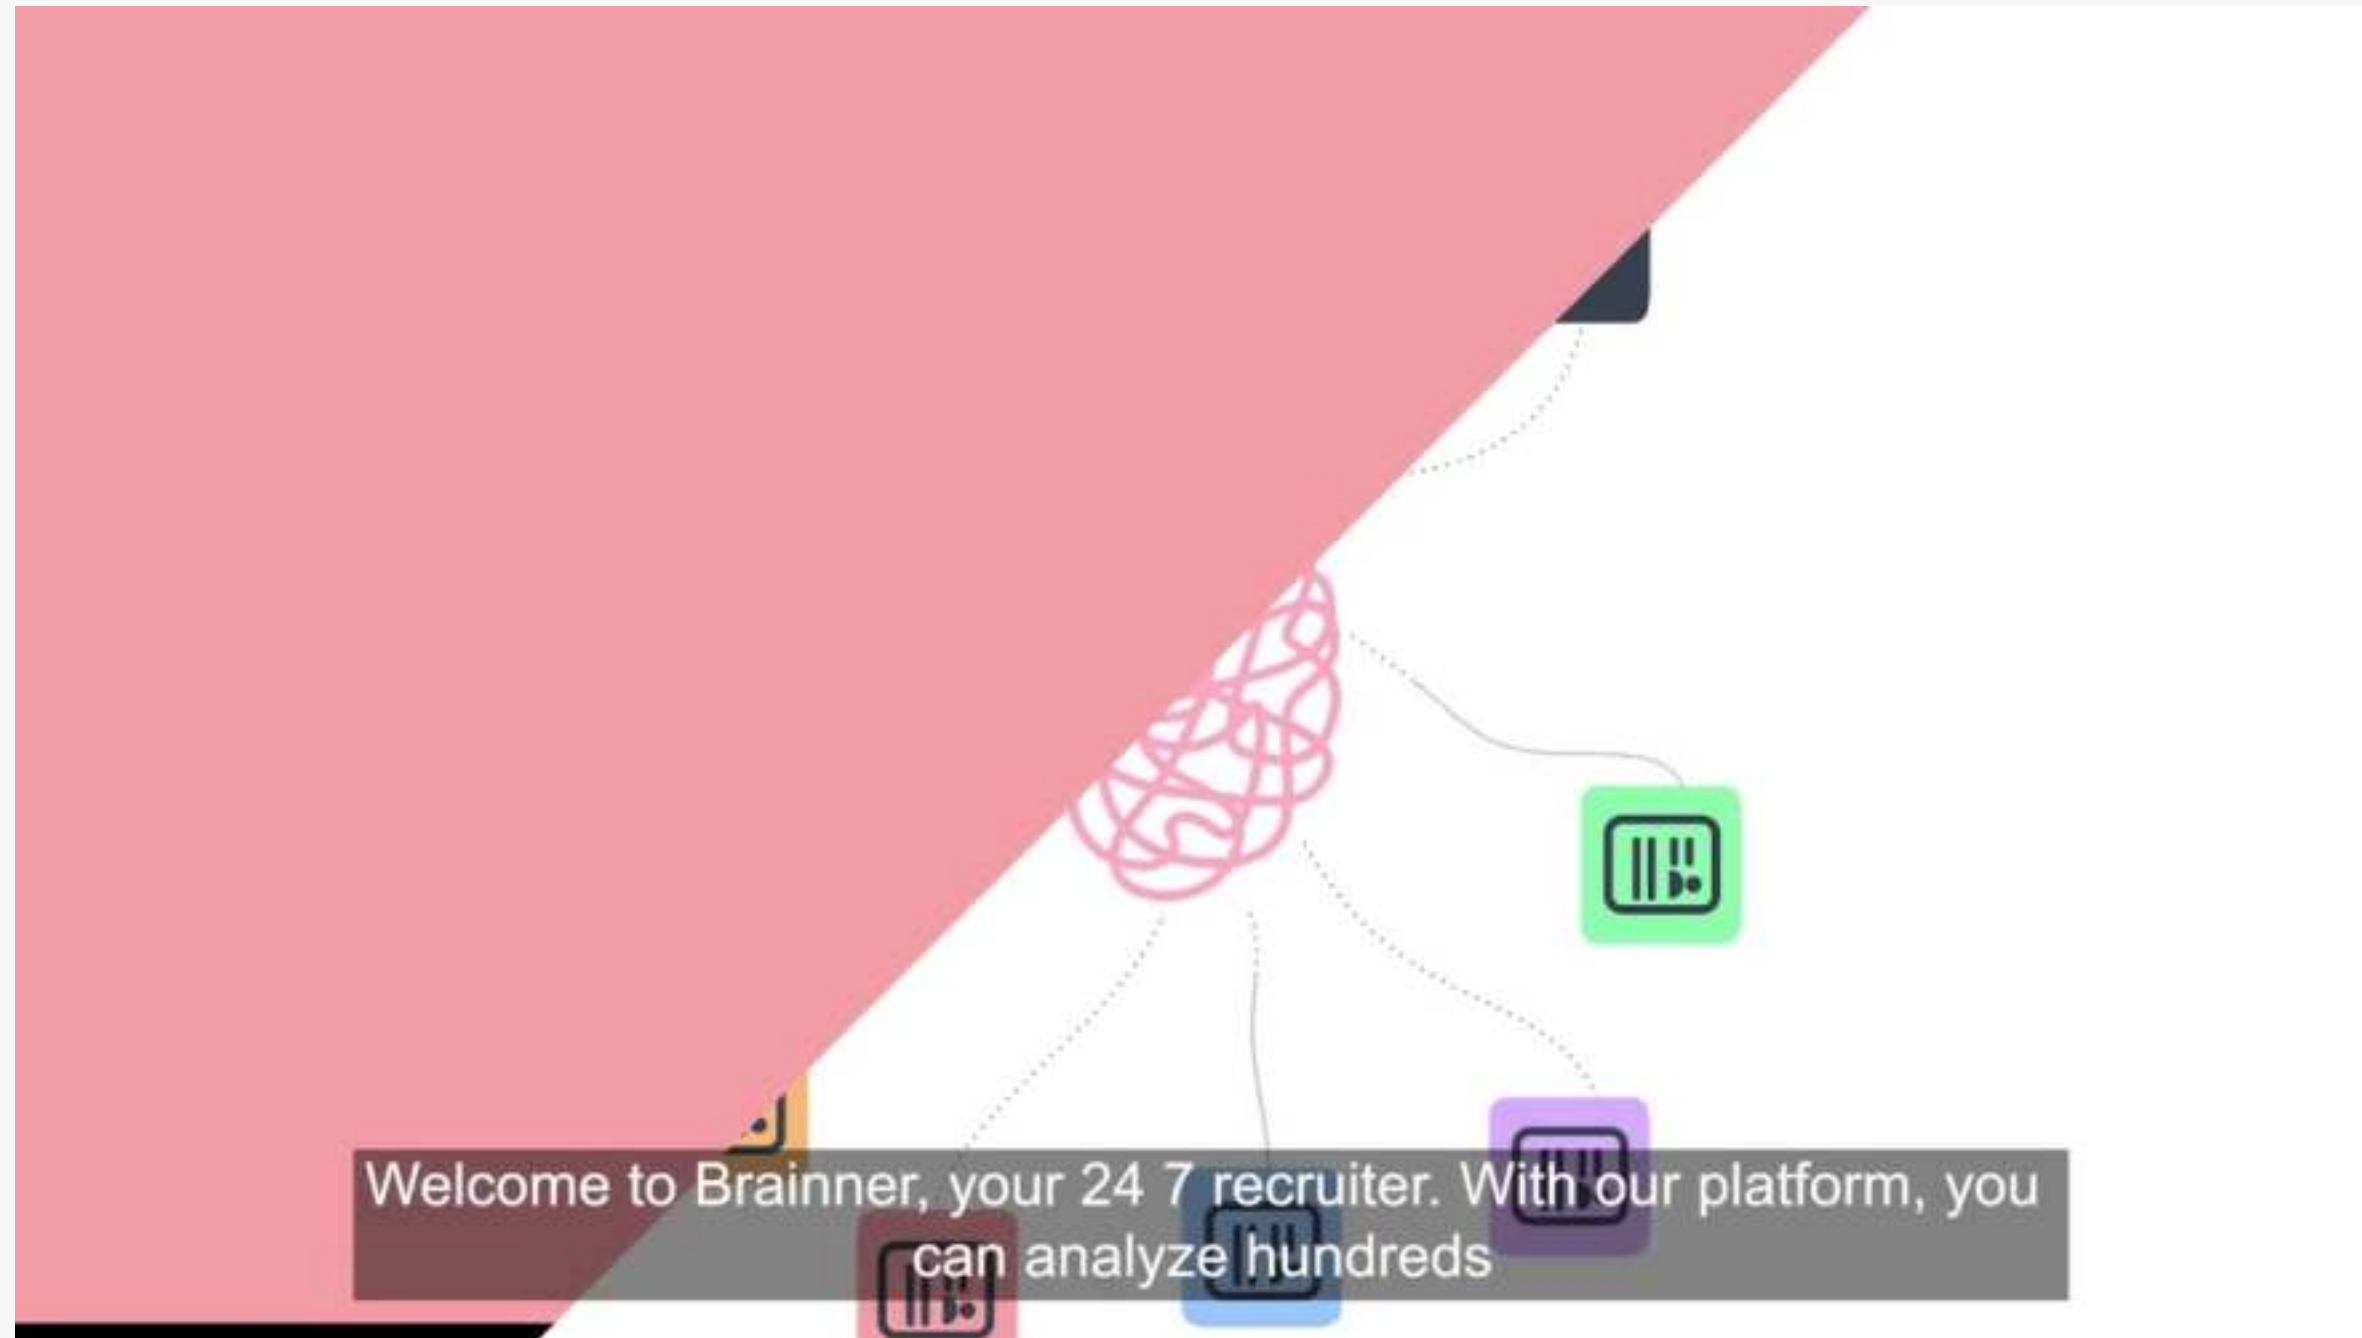 Welcome to Brainner, your 24 7 recruiter. With our platform, you
can analyze hundreds